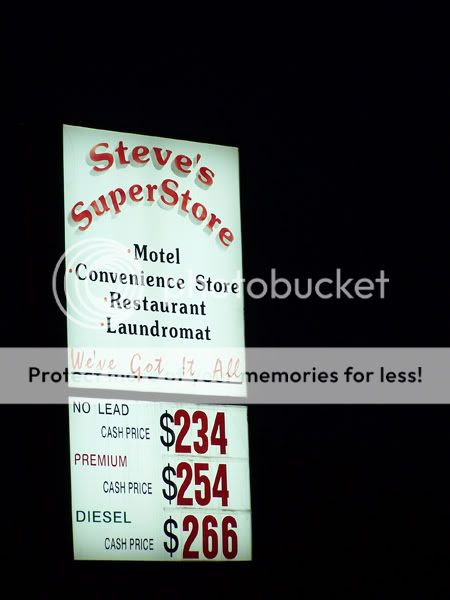 Steve's
SuperStore
·Motel
·Convenience Store
·Restaurant
·Laundromat
photobucket
We've Got It All
Protect more of your memories for less!
NO LEAD
CASH PRICE $234
PREMIUM
CASH PRICE $254
DIESEL
CASH PRICE $266